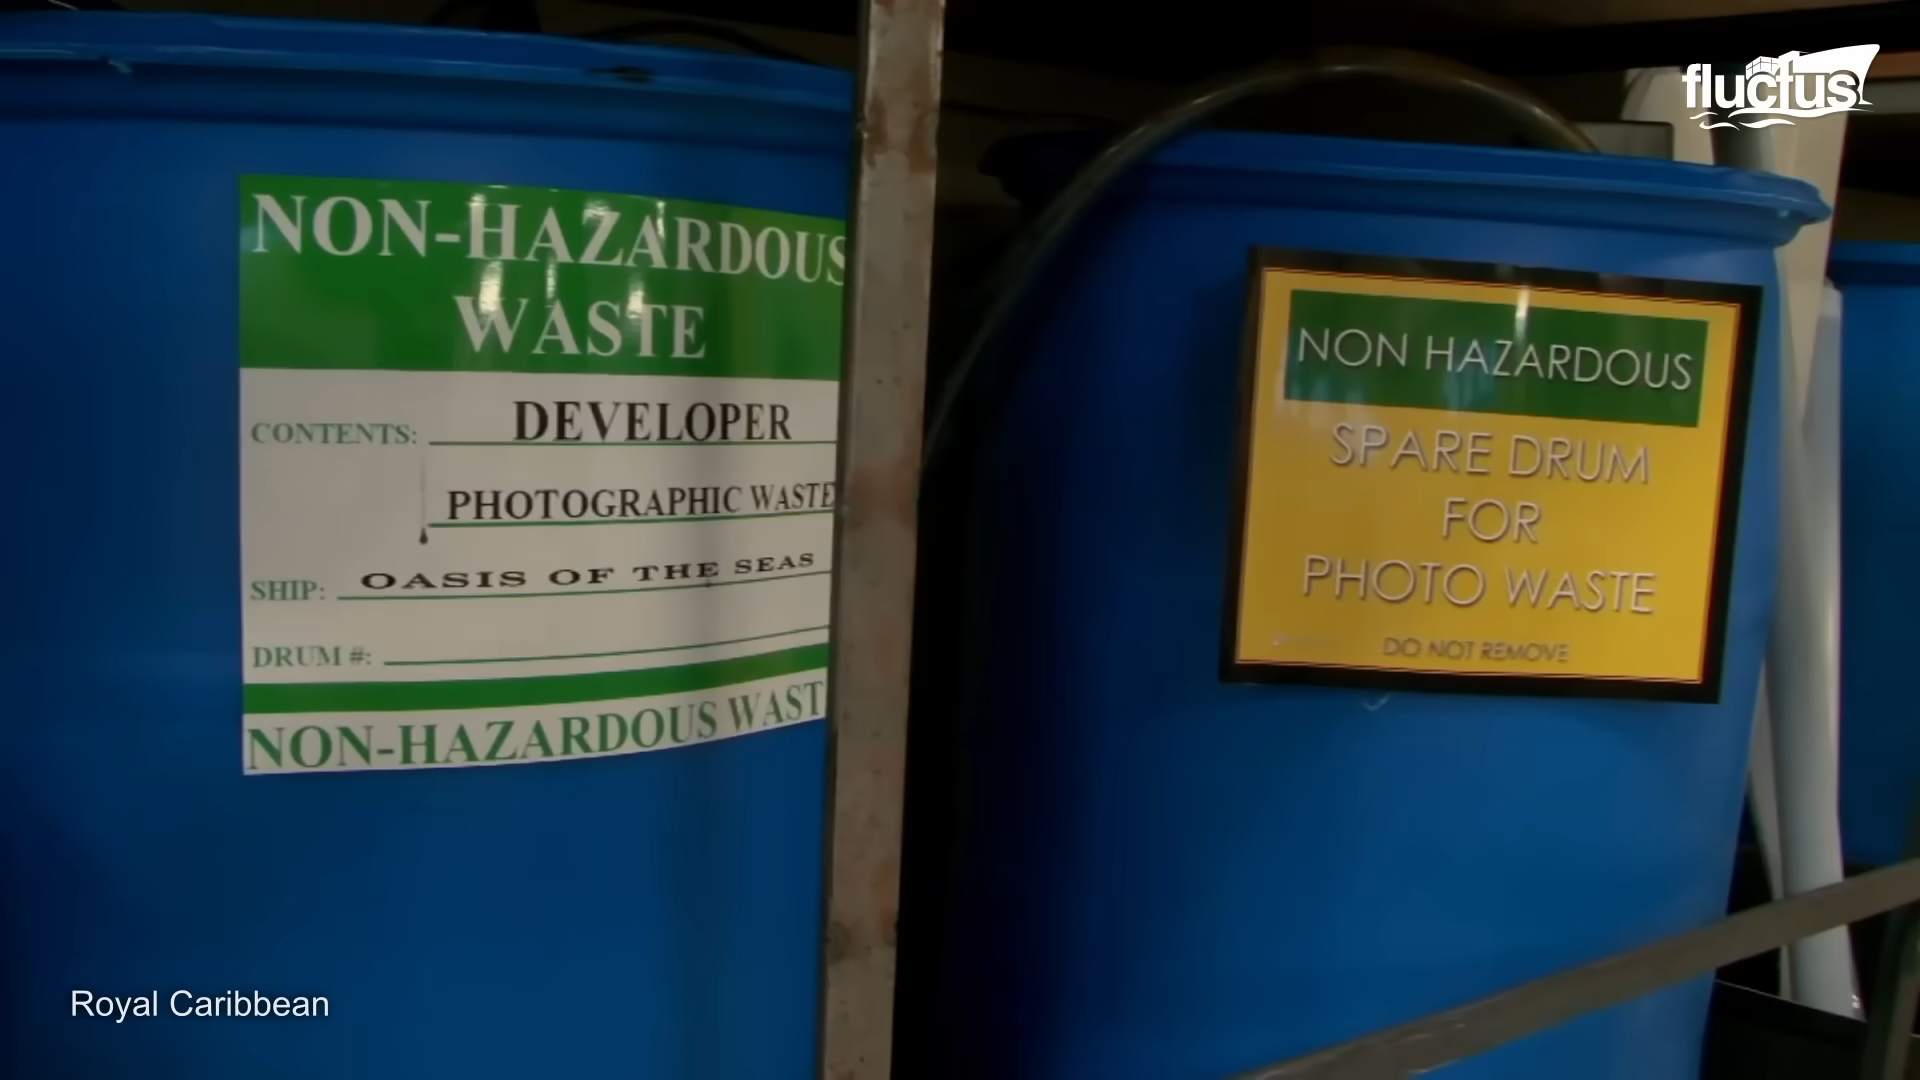 fluctus
NON-HAZARDOUS
WASTE
CONTENTS: DEVELOPER
PHOTOGRAPHIC WASTE
SHIP: OASIS OF THE SEAS
DRUM #:
NON-HAZARDOUS WAST
NON HAZARDOUS
SPARE DRUM
FOR
PHOTO WASTE
DO NOT REMOVE
Royal Caribbean